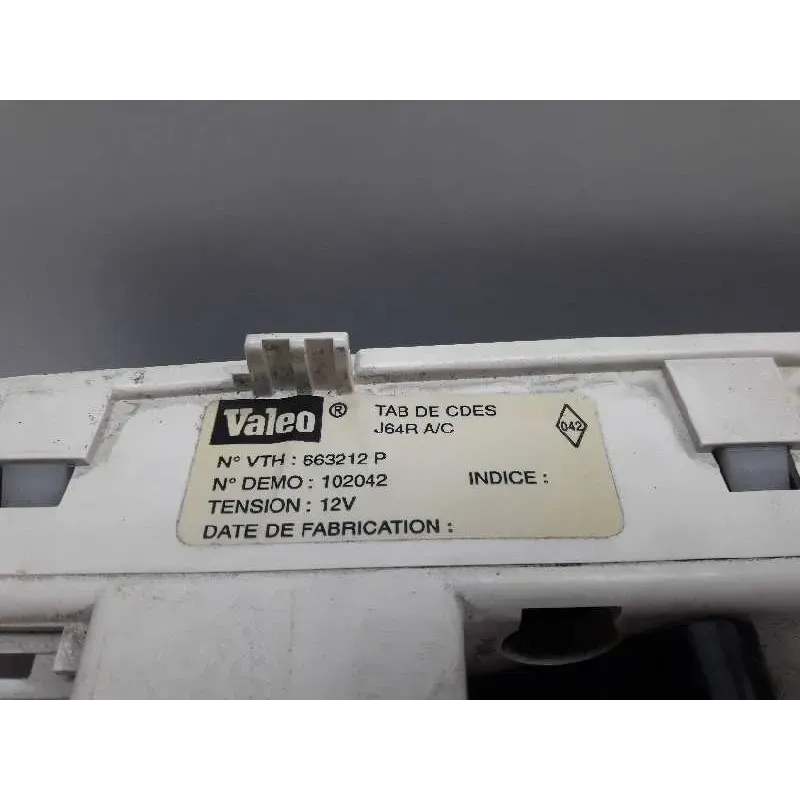 Valeo ® TAB DE CDES
J64R A/C
042
N° VTH : 663212 P
N° DEMO : 102042 INDICE :
TENSION : 12V
DATE DE FABRICATION :